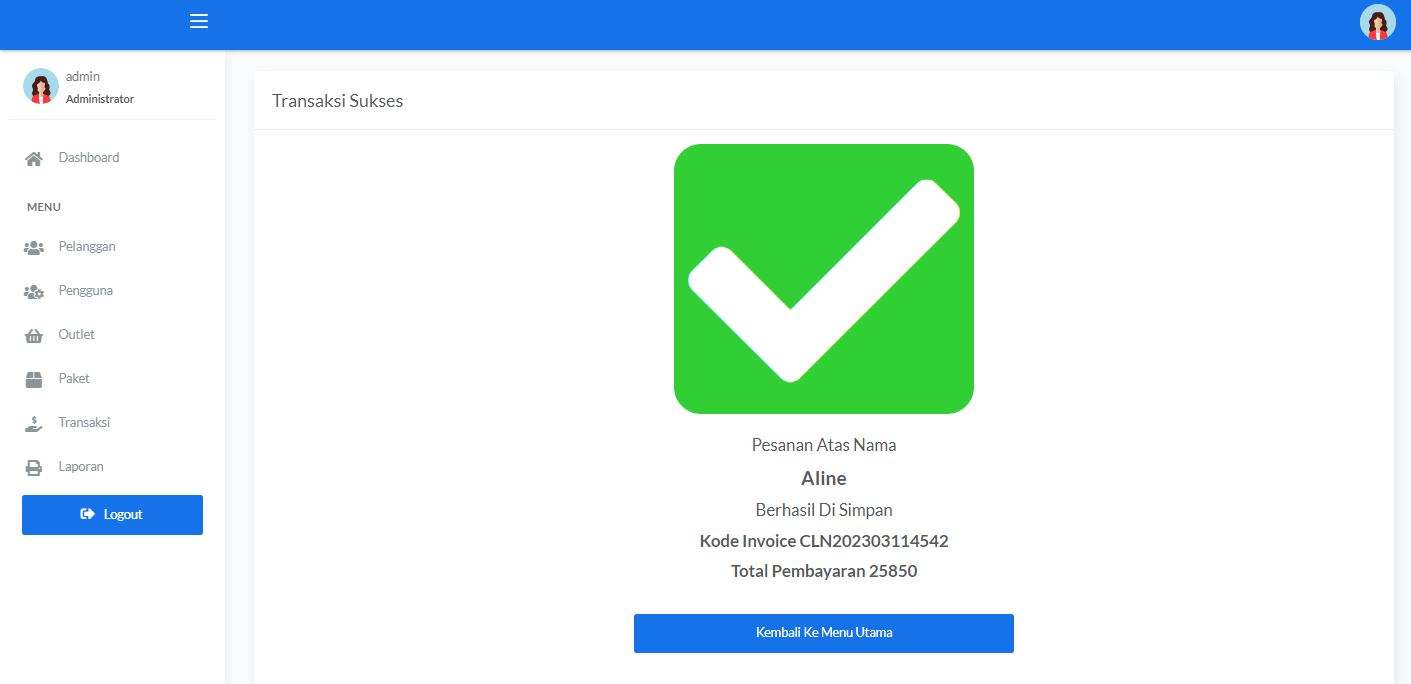 admin
Administrator
Dashboard
MENU
Pelanggan
Pengguna
Outlet
Paket
Transaksi
Laporan
Logout
Transaksi Sukses
Pesanan Atas Nama
Aline
Berhasil Di Simpan
Kode Invoice CLN202303114542
Total Pembayaran 25850
Kembali Ke Menu Utama